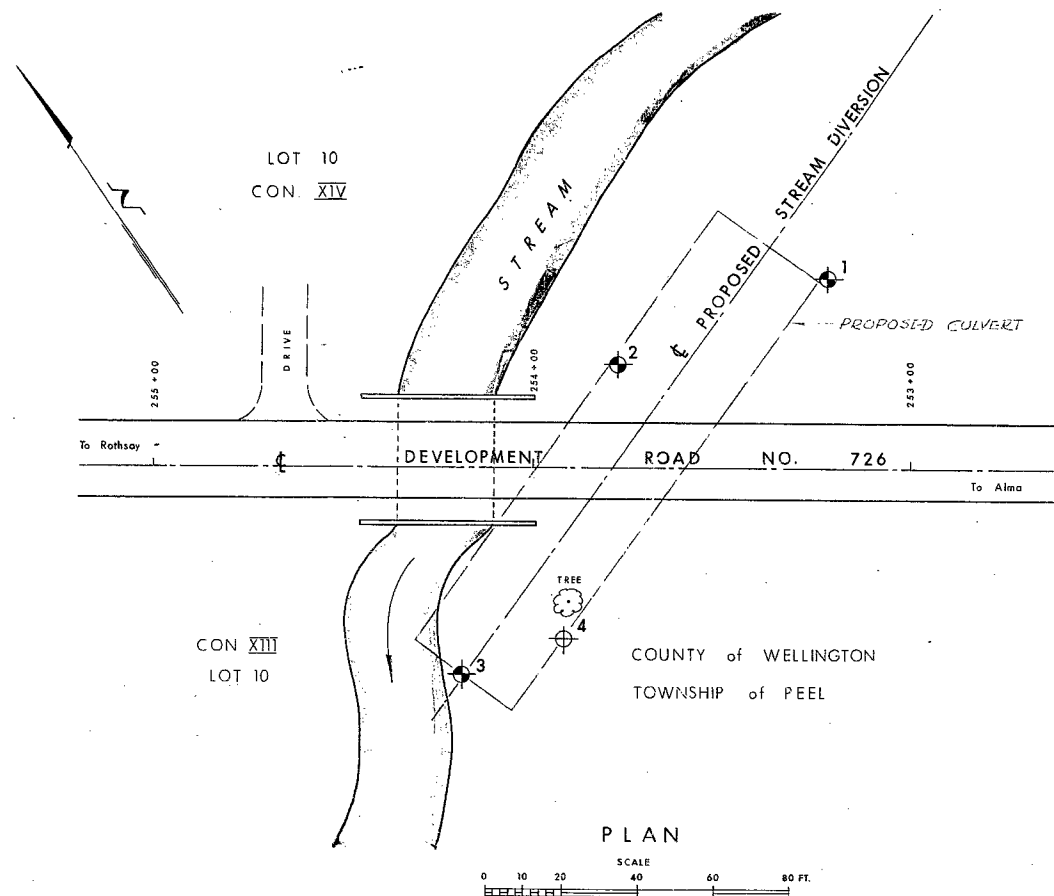 LOT 10
CON. XIV
STREAM
PROPOSED STREAM DIVERSION
1
PROPOSED CULVERT
2
DRIVE
255+00
254+00
253+00
To Rothsay
DEVELOPMENT ROAD NO. 726
To Alma
TREE
4
3
CON XIII
LOT 10
COUNTY of WELLINGTON
TOWNSHIP of PEEL
PLAN
SCALE
0 10 20 40 60 80 FT.